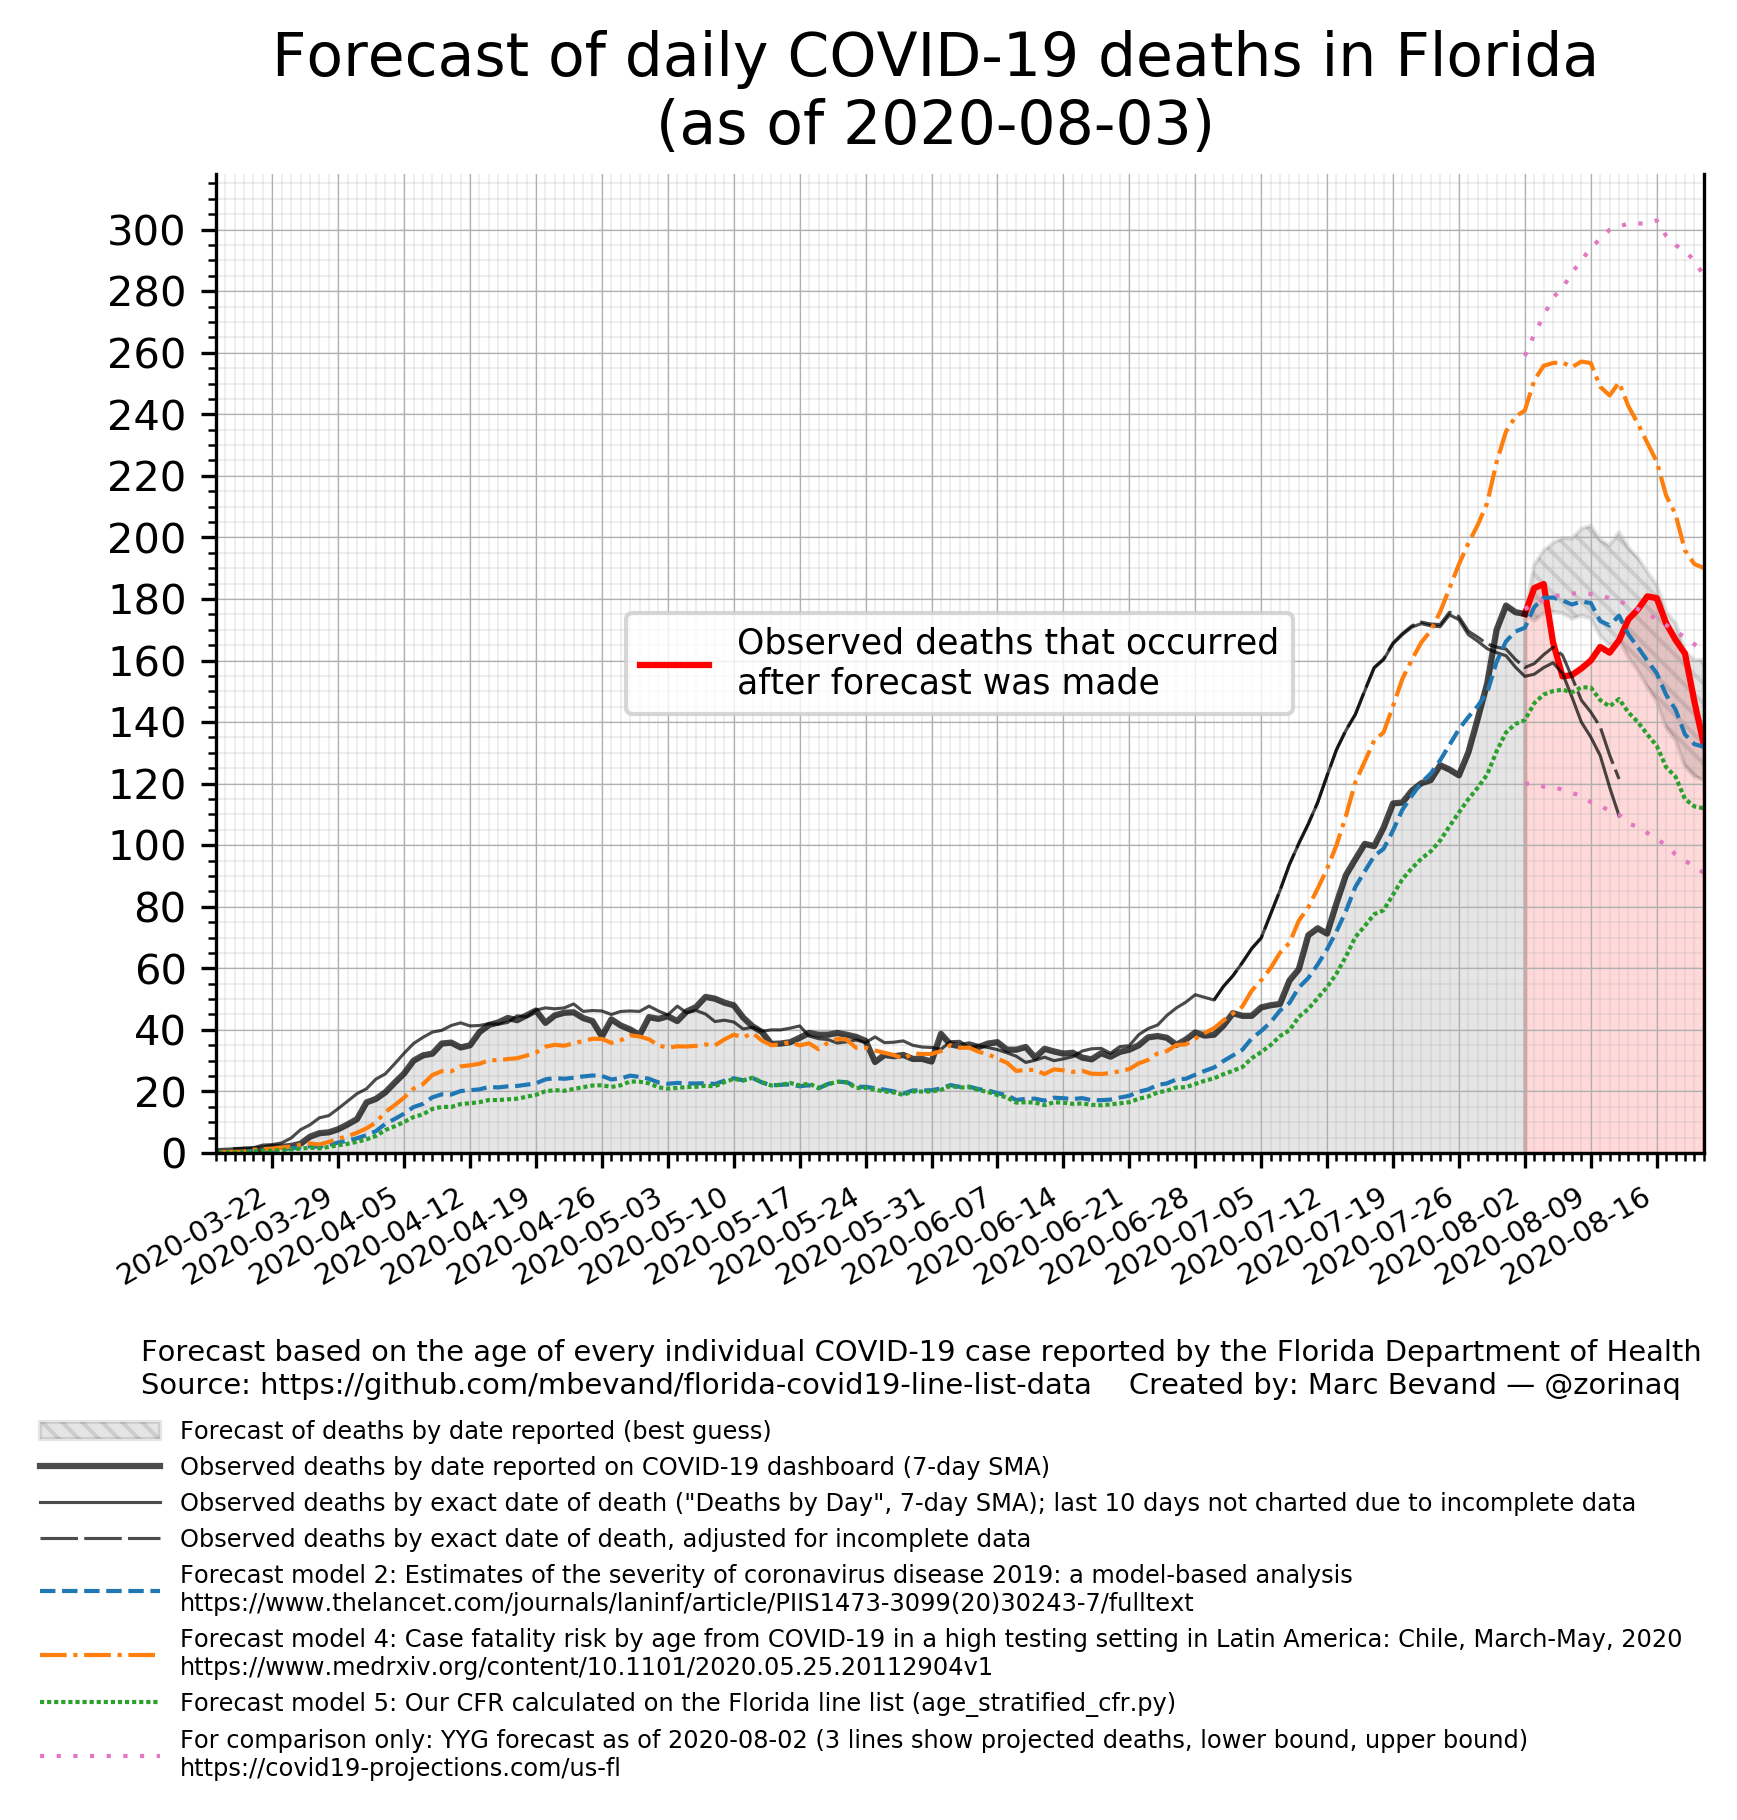 Forecast of daily COVID-19 deaths in Florida
(as of 2020-08-03)
300
280
260
240
220
200
180
160
140
120
100
80
60
40
20
0
Observed deaths that occurred
after forecast was made
2020-03-22
2020-03-29
2020-04-05
2020-04-12
2020-04-19
2020-04-26
2020-05-03
2020-05-10
2020-05-17
2020-05-24
2020-05-31
2020-06-07
2020-06-14
2020-06-21
2020-06-28
2020-07-05
2020-07-12
2020-07-19
2020-07-26
2020-08-02
2020-08-09
2020-08-16
Forecast based on the age of every individual COVID-19 case reported by the Florida Department of Health
Source: https://github.com/mbevand/florida-covid19-line-list-data    Created by: Marc Bevand — @zorinaq
Forecast of deaths by date reported (best guess)
Observed deaths by date reported on COVID-19 dashboard (7-day SMA)
Observed deaths by exact date of death ("Deaths by Day", 7-day SMA); last 10 days not charted due to incomplete data
Observed deaths by exact date of death, adjusted for incomplete data
Forecast model 2: Estimates of the severity of coronavirus disease 2019: a model-based analysis
https://www.thelancet.com/journals/laninf/article/PIIS1473-3099(20)30243-7/fulltext
Forecast model 4: Case fatality risk by age from COVID-19 in a high testing setting in Latin America: Chile, March-May, 2020
https://www.medrxiv.org/content/10.1101/2020.05.25.20112904v1
Forecast model 5: Our CFR calculated on the Florida line list (age_stratified_cfr.py)
For comparison only: YYG forecast as of 2020-08-02 (3 lines show projected deaths, lower bound, upper bound)
https://covid19-projections.com/us-fl